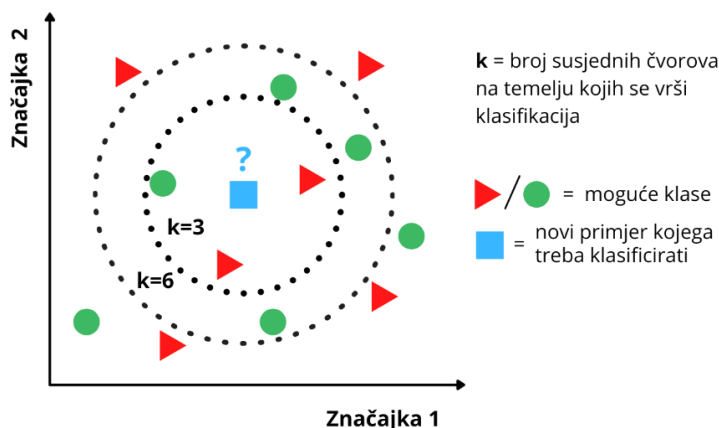 Značajka 2
k = broj susjednih čvorova
na temelju kojih se vrši
klasifikacija
?
/ = moguće klase
k=3
= novi primjer kojega
treba klasificirati
k=6
Značajka 1